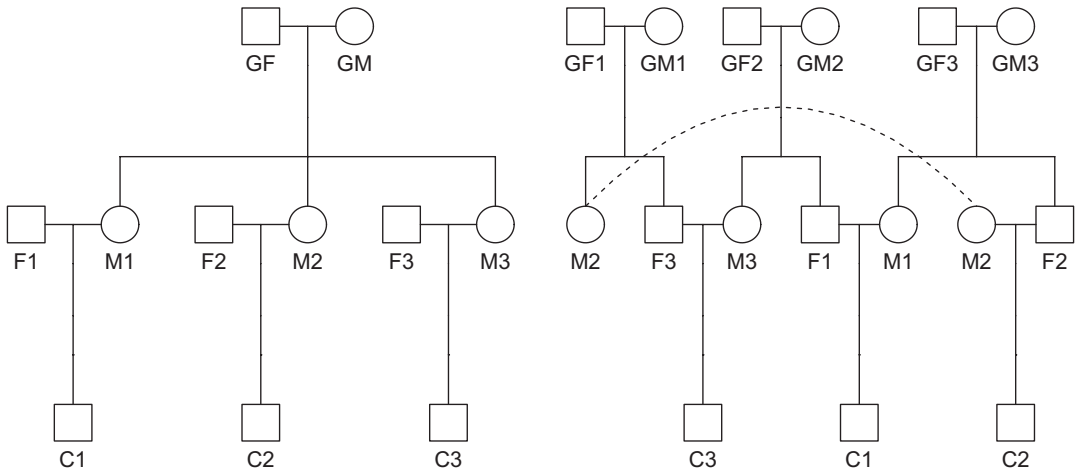 GF GM GF1 GM1 GF2 GM2 GF3 GM3
F1 M1 F2 M2 F3 M3 M2 F3 M3 F1 M1 M2 F2
C1 C2 C3 C3 C1 C2